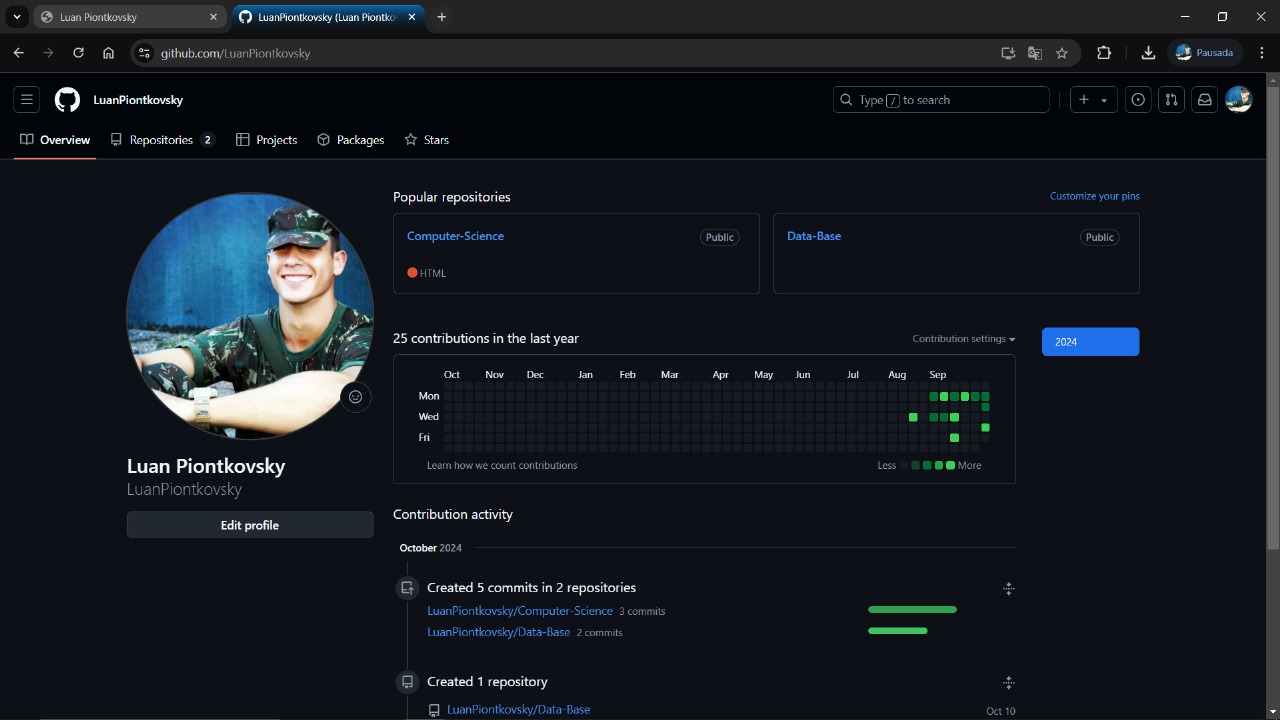 Luan Piontkovsky
LuanPiontkovsky (Luan Piontko
github.com/LuanPiontkovsky
Pausada
LuanPiontkovsky
Type / to search
Overview
Repositories 2
Projects
Packages
Stars
Popular repositories
Customize your pins
Computer-Science
Public
HTML
Data-Base
Public
25 contributions in the last year
Contribution settings
2024
Oct Nov Dec Jan Feb Mar Apr May Jun Jul Aug Sep
Mon
Wed
Fri
Learn how we count contributions
Less
More
Luan Piontkovsky
LuanPiontkovsky
Edit profile
Contribution activity
October 2024
Created 5 commits in 2 repositories
LuanPiontkovsky/Computer-Science 3 commits
LuanPiontkovsky/Data-Base 2 commits
Created 1 repository
LuanPiontkovsky/Data-Base
Oct 10